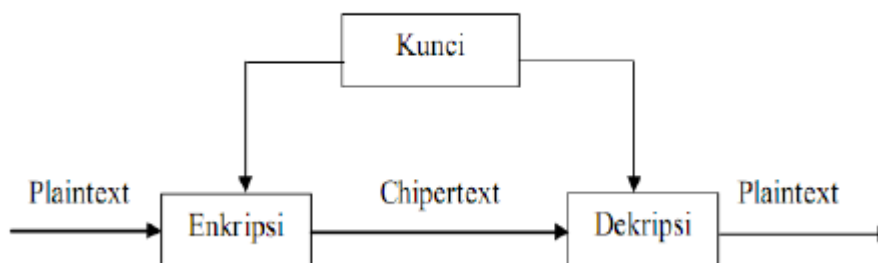 Kunci
Plaintext
Chipertext
Plaintext
Enkripsi
Dekripsi